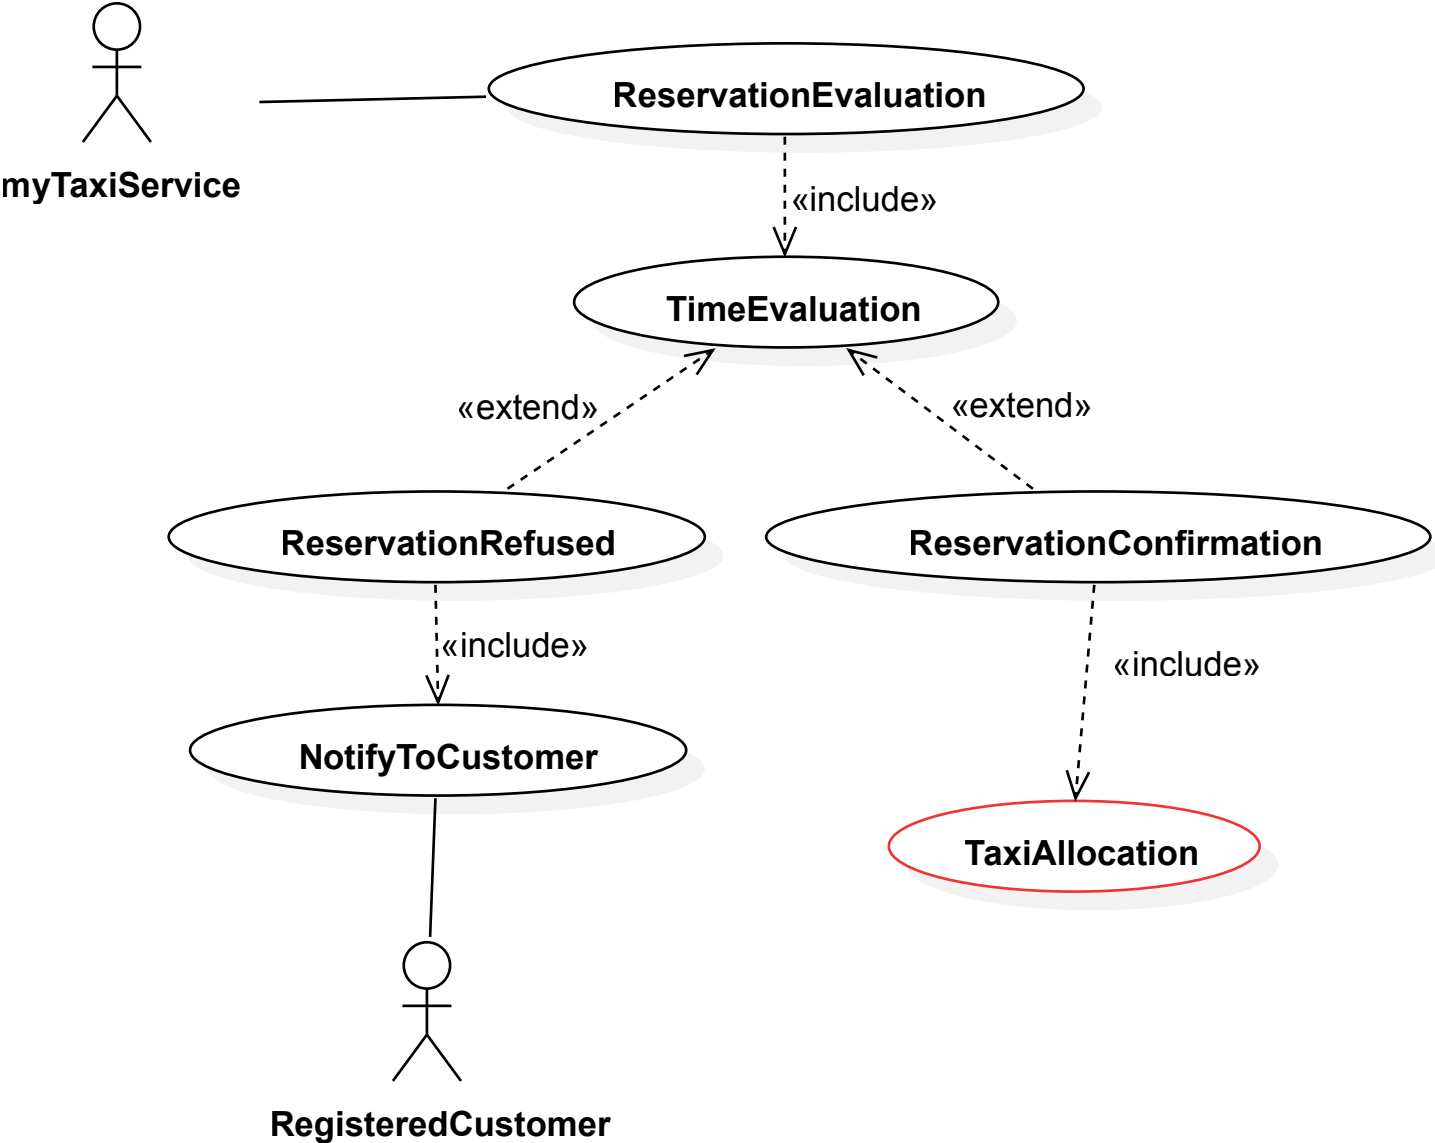 ReservationEvaluation
myTaxiService
«include»
TimeEvaluation
«extend»
«extend»
ReservationRefused
ReservationConfirmation
«include»
«include»
NotifyToCustomer
TaxiAllocation
RegisteredCustomer